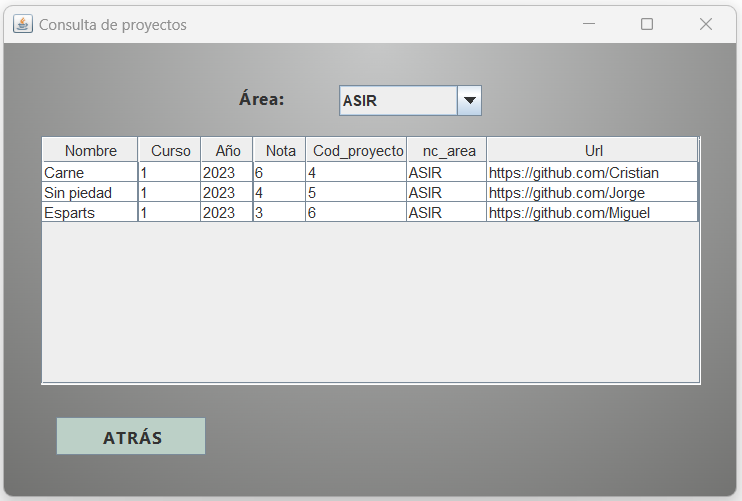 Consulta de proyectos
Área: ASIR
Nombre Curso Año Nota Cod_proyecto nc_area Url
Carne 1 2023 6 4 ASIR https://github.com/Cristian
Sin piedad 1 2023 4 5 ASIR https://github.com/Jorge
Esparts 1 2023 3 6 ASIR https://github.com/Miguel
ATRÁS